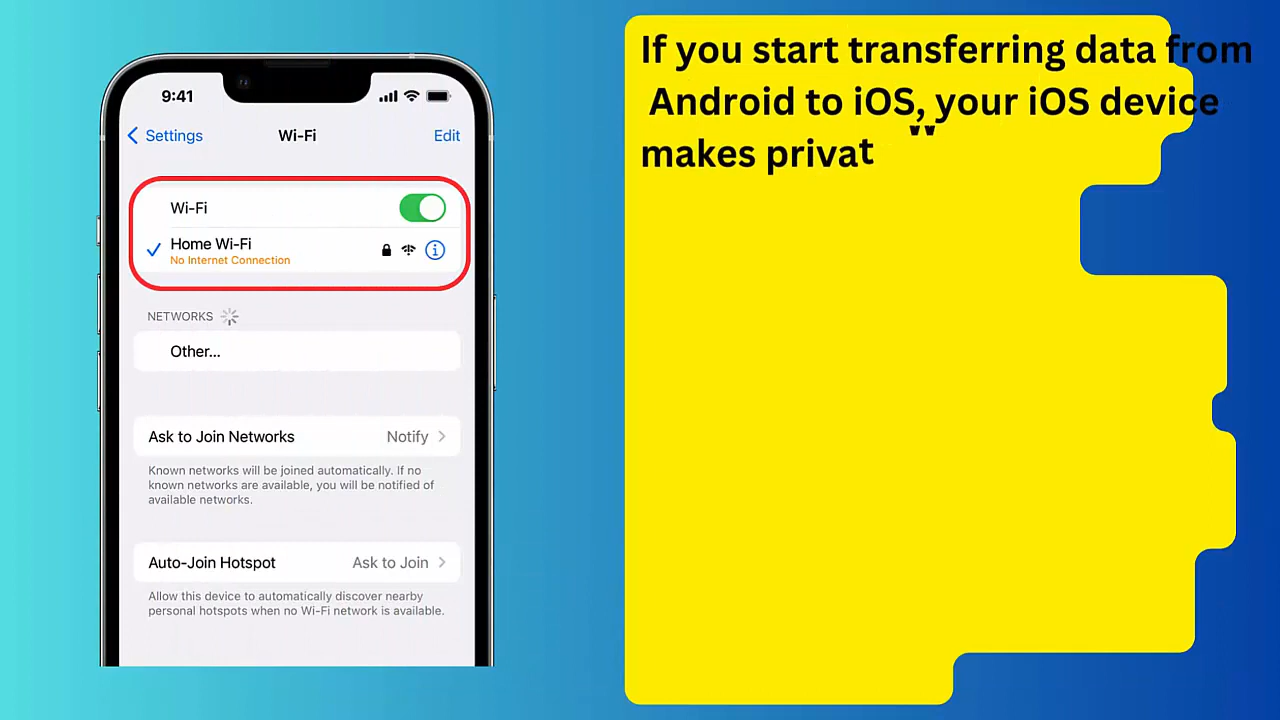 9:41
Settings
Wi-Fi
Edit
Wi-Fi
Home Wi-Fi
No Internet Connection
NETWORKS
Other...
Ask to Join Networks
Notify
Known networks will be joined automatically. If no
known networks are available, you will be notified of
available networks.
Auto-Join Hotspot
Ask to Join
Allow this device to automatically discover nearby
personal hotspots when no Wi-Fi network is available.
If you start transferring data from
Android to iOS, your iOS device
makes privat